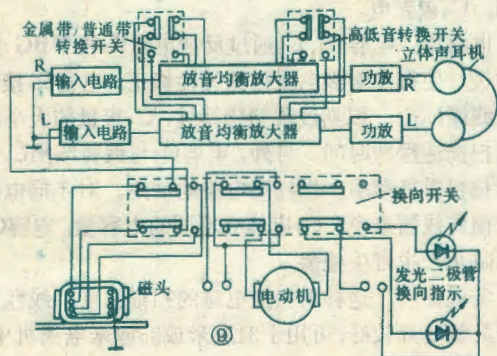 金属带/普通带
转换开关
高低音转换开关
立体声耳机
R
输入电路
放音均衡放大器
功放
R
L
输入电路
放音均衡放大器
功放
L
换向开关
磁头
电动机
发光二极管
换向指示
⑨